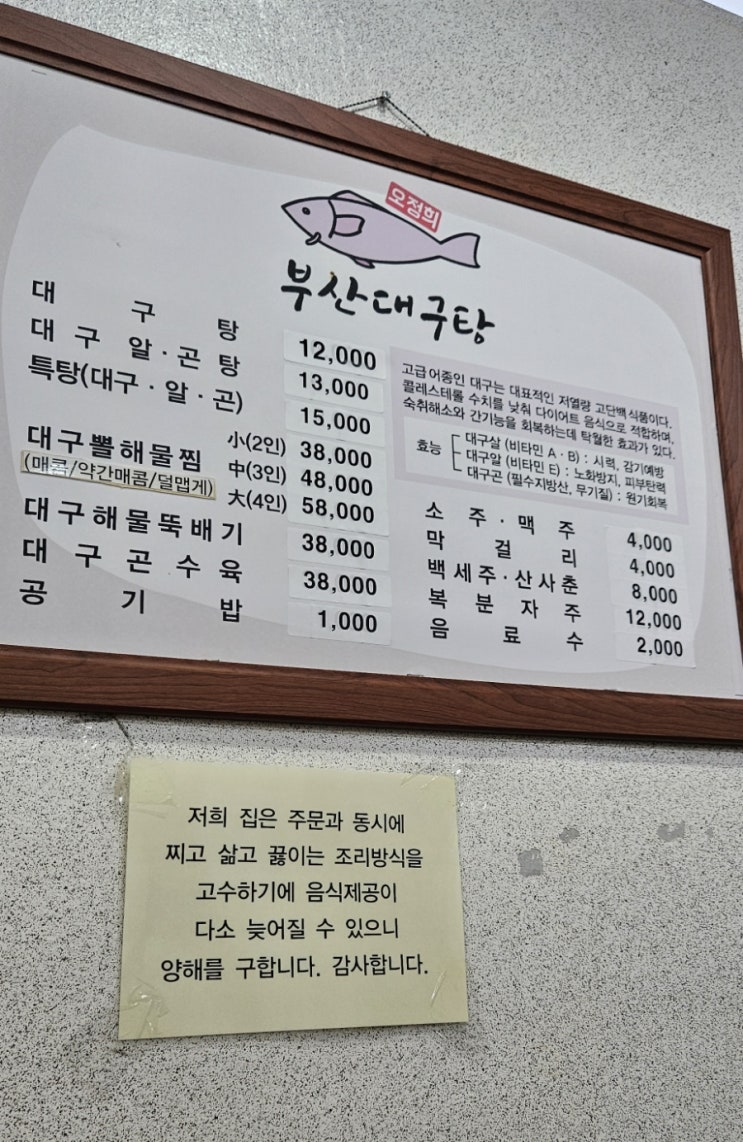 오정희
부산대구탕
대구탕 12,000
대구알·곤탕 13,000
특탕(대구·알·곤) 15,000
대구뽈해물찜 小(2인) 38,000
(매콤/약간매콤/덜맵게) 中(3인) 48,000
大(4인) 58,000
대구해물뚝배기 38,000
대구곤수육 38,000
공기밥 1,000
고급어종인 대구는 대표적인 저열량 고단백 식품이다.
콜레스테롤 수치를 낮춰 다이어트 음식으로 적합하며,
숙취해소와 간기능을 회복하는데 탁월한 효과가 있다.
효능
대구살 (비타민 A·B) : 시력, 감기예방
대구알 (비타민 E) : 노화방지, 피부탄력
대구곤 (필수지방산, 무기질) : 원기회복
소주·맥주 4,000
막걸리 4,000
백세주·산사춘 8,000
복분자주 12,000
음료수 2,000
저희 집은 주문과 동시에
찌고 삶고 끓이는 조리방식을
고수하기에 음식제공이
다소 늦어질 수 있으니
양해를 구합니다. 감사합니다.